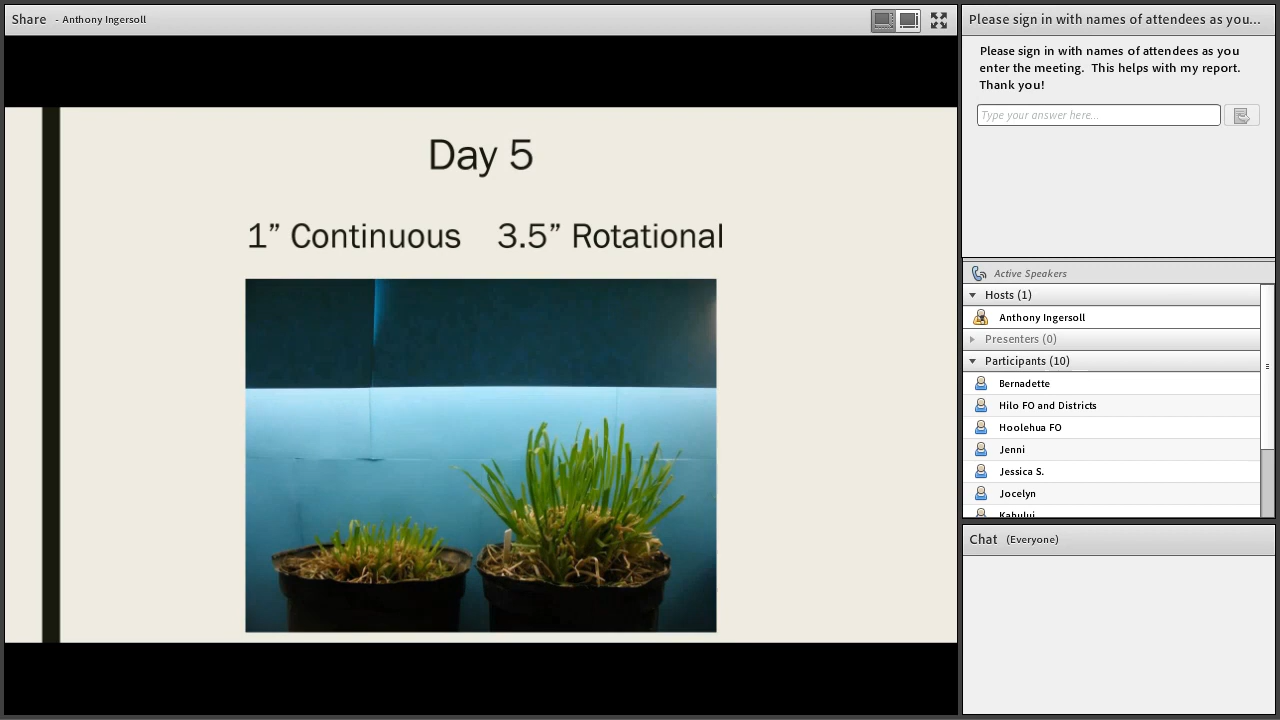 Share - Anthony Ingersoll
Day 5
1” Continuous 3.5” Rotational
Please sign in with names of attendees as you...
Please sign in with names of attendees as you
enter the meeting. This helps with my report.
Thank you!
Type your answer here...
Active Speakers
Hosts (1)
Anthony Ingersoll
Presenters (0)
Participants (10)
Bernadette
Hilo FO and Districts
Hoolehua FO
Jenni
Jessica S.
Jocelyn
Kahului
Chat (Everyone)